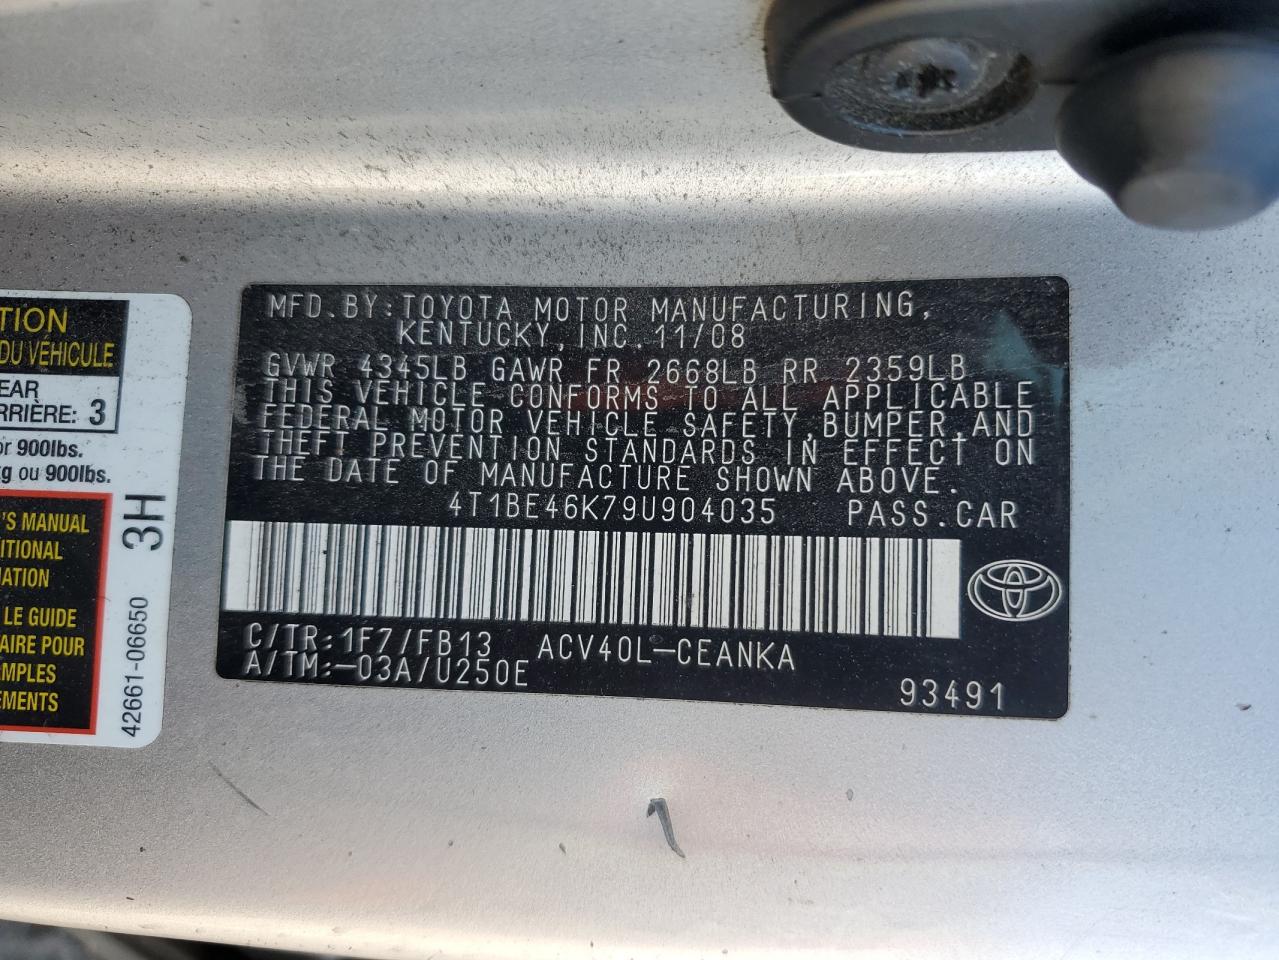 TION
DU VÉHICULE
EAR
RRIÈRE: 3
or 900lbs.
kg ou 900lbs.
'S MANUAL
ITIONAL
MATION
LE GUIDE
AIRE POUR
MPLES
EMENTS
3H
42661-06650
MFD.BY:TOYOTA MOTOR MANUFACTURING,
KENTUCKY,INC.11/08
GVWR 4345LB GAWR FR 2668LB RR 2359LB
THIS VEHICLE CONFORMS TO ALL APPLICABLE
FEDERAL MOTOR VEHICLE SAFETY,BUMPER,AND
THEFT PREVENTION STANDARDS IN EFFECT ON
THE DATE OF MANUFACTURE SHOWN ABOVE.
4T1BE46K79U904035 PASS.CAR
C/TR:1F7/FB13 ACV40L-CEANKA
A/TM:-03A/U250E
93491